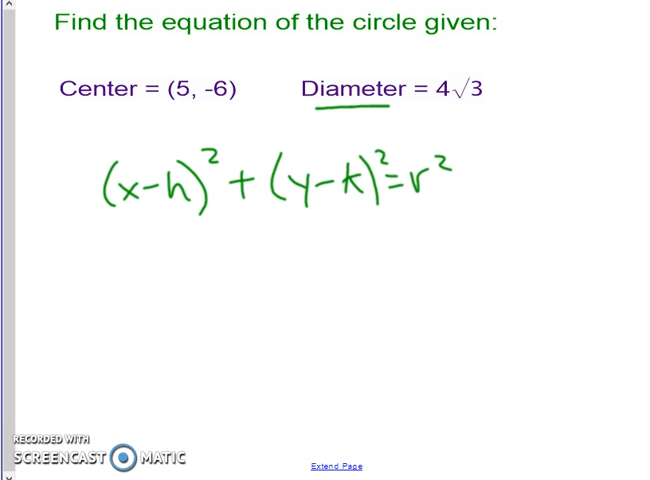 Find the equation of the circle given:
Center = (5, -6) Diameter = 4√3
(x-h)² + (y-k)² = r²
RECORDED WITH
SCREENCAST MATIC
Extend Page